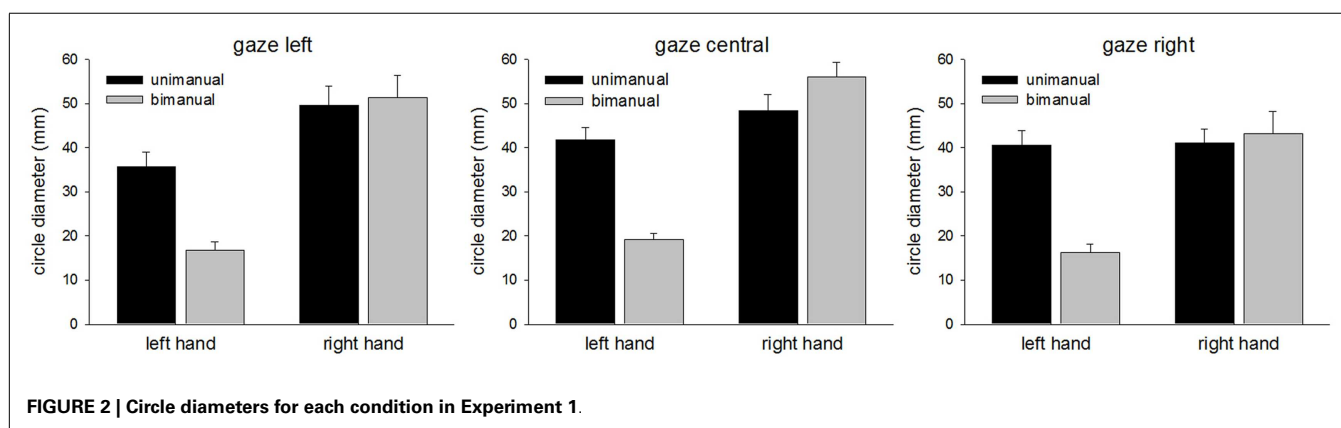 gaze left
60
50
40
30
20
10
0
circle diameter (mm)
unimanual
bimanual
left hand right hand
gaze central
60
50
40
30
20
10
0
circle diameter (mm)
unimanual
bimanual
left hand right hand
gaze right
60
50
40
30
20
10
0
circle diameter (mm)
unimanual
bimanual
left hand right hand
FIGURE 2 | Circle diameters for each condition in Experiment 1.